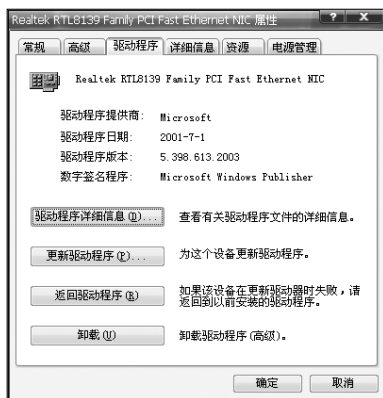 Realtek RTL8139 Family PCI Fast Ethernet NIC 属性
常规 高级 驱动程序 详细信息 资源 电源管理
Realtek RTL8139 Family PCI Fast Ethernet NIC
驱动程序提供商: Microsoft
驱动程序日期: 2001-7-1
驱动程序版本: 5.398.613.2003
数字签名程序: Microsoft Windows Publisher
驱动程序详细信息(D)... 查看有关驱动程序文件的详细信息。
更新驱动程序(P)... 为这个设备更新驱动程序。
返回驱动程序(R) 如果该设备在更新驱动器时失败，请
返回到以前安装的驱动程序。
卸载(U) 卸载驱动程序(高级)。
确定 取消